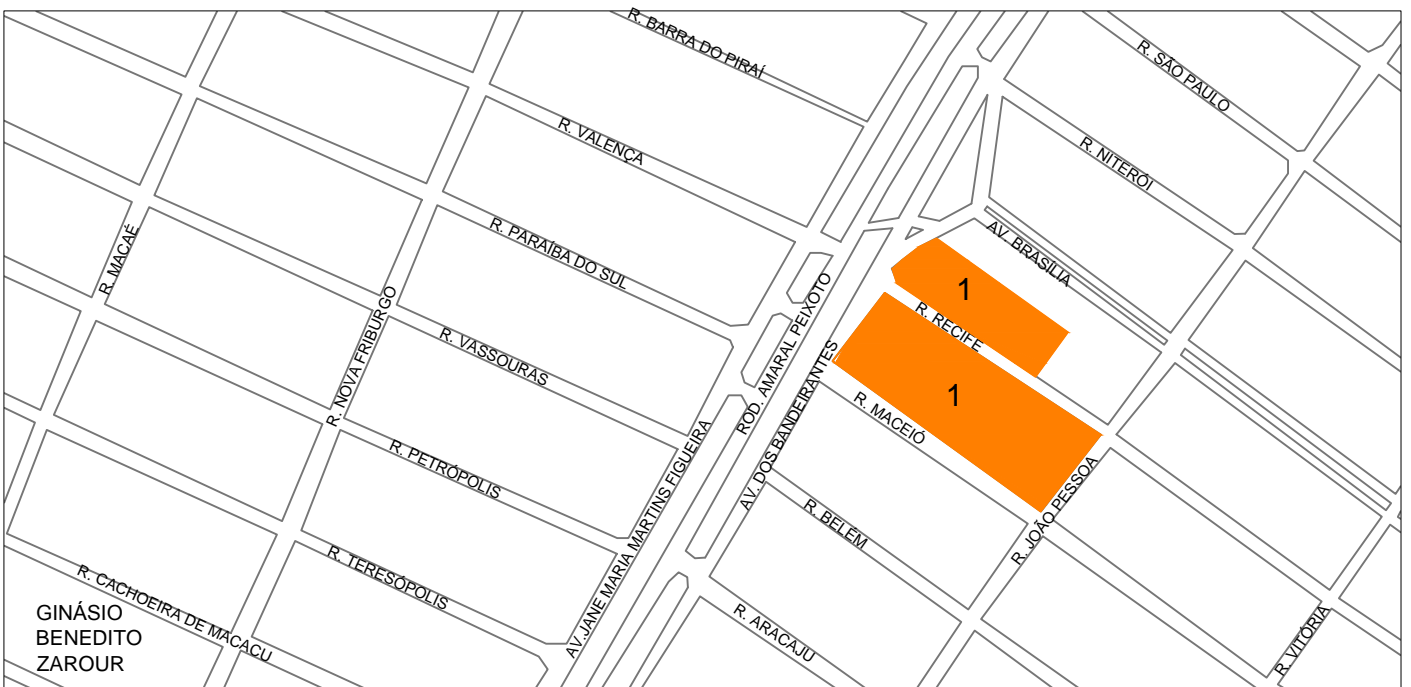 R. BARRA DO PIRAÍ
R. SÃO PAULO
R. VALENÇA
R. NITERÓI
R. PARAÍBA DO SUL
AV. BRASÍLIA
R. MACAÉ
1
R. NOVA FRIBURGO
ROD. AMARAL PEIXOTO
R. RECIFE
R. VASSOURAS
AV. DOS BANDEIRANTES
1
R. MACEIÓ
R. PETRÓPOLIS
AV.JANE MARIA MARTINS FIGUEIRA
R. BELÉM
R. JOÃO PESSOA
R. TERESÓPOLIS
R. CACHOEIRA DE MACACU
R. ARACAJU
R. VITÓRIA
GINÁSIO
BENEDITO
ZAROUR